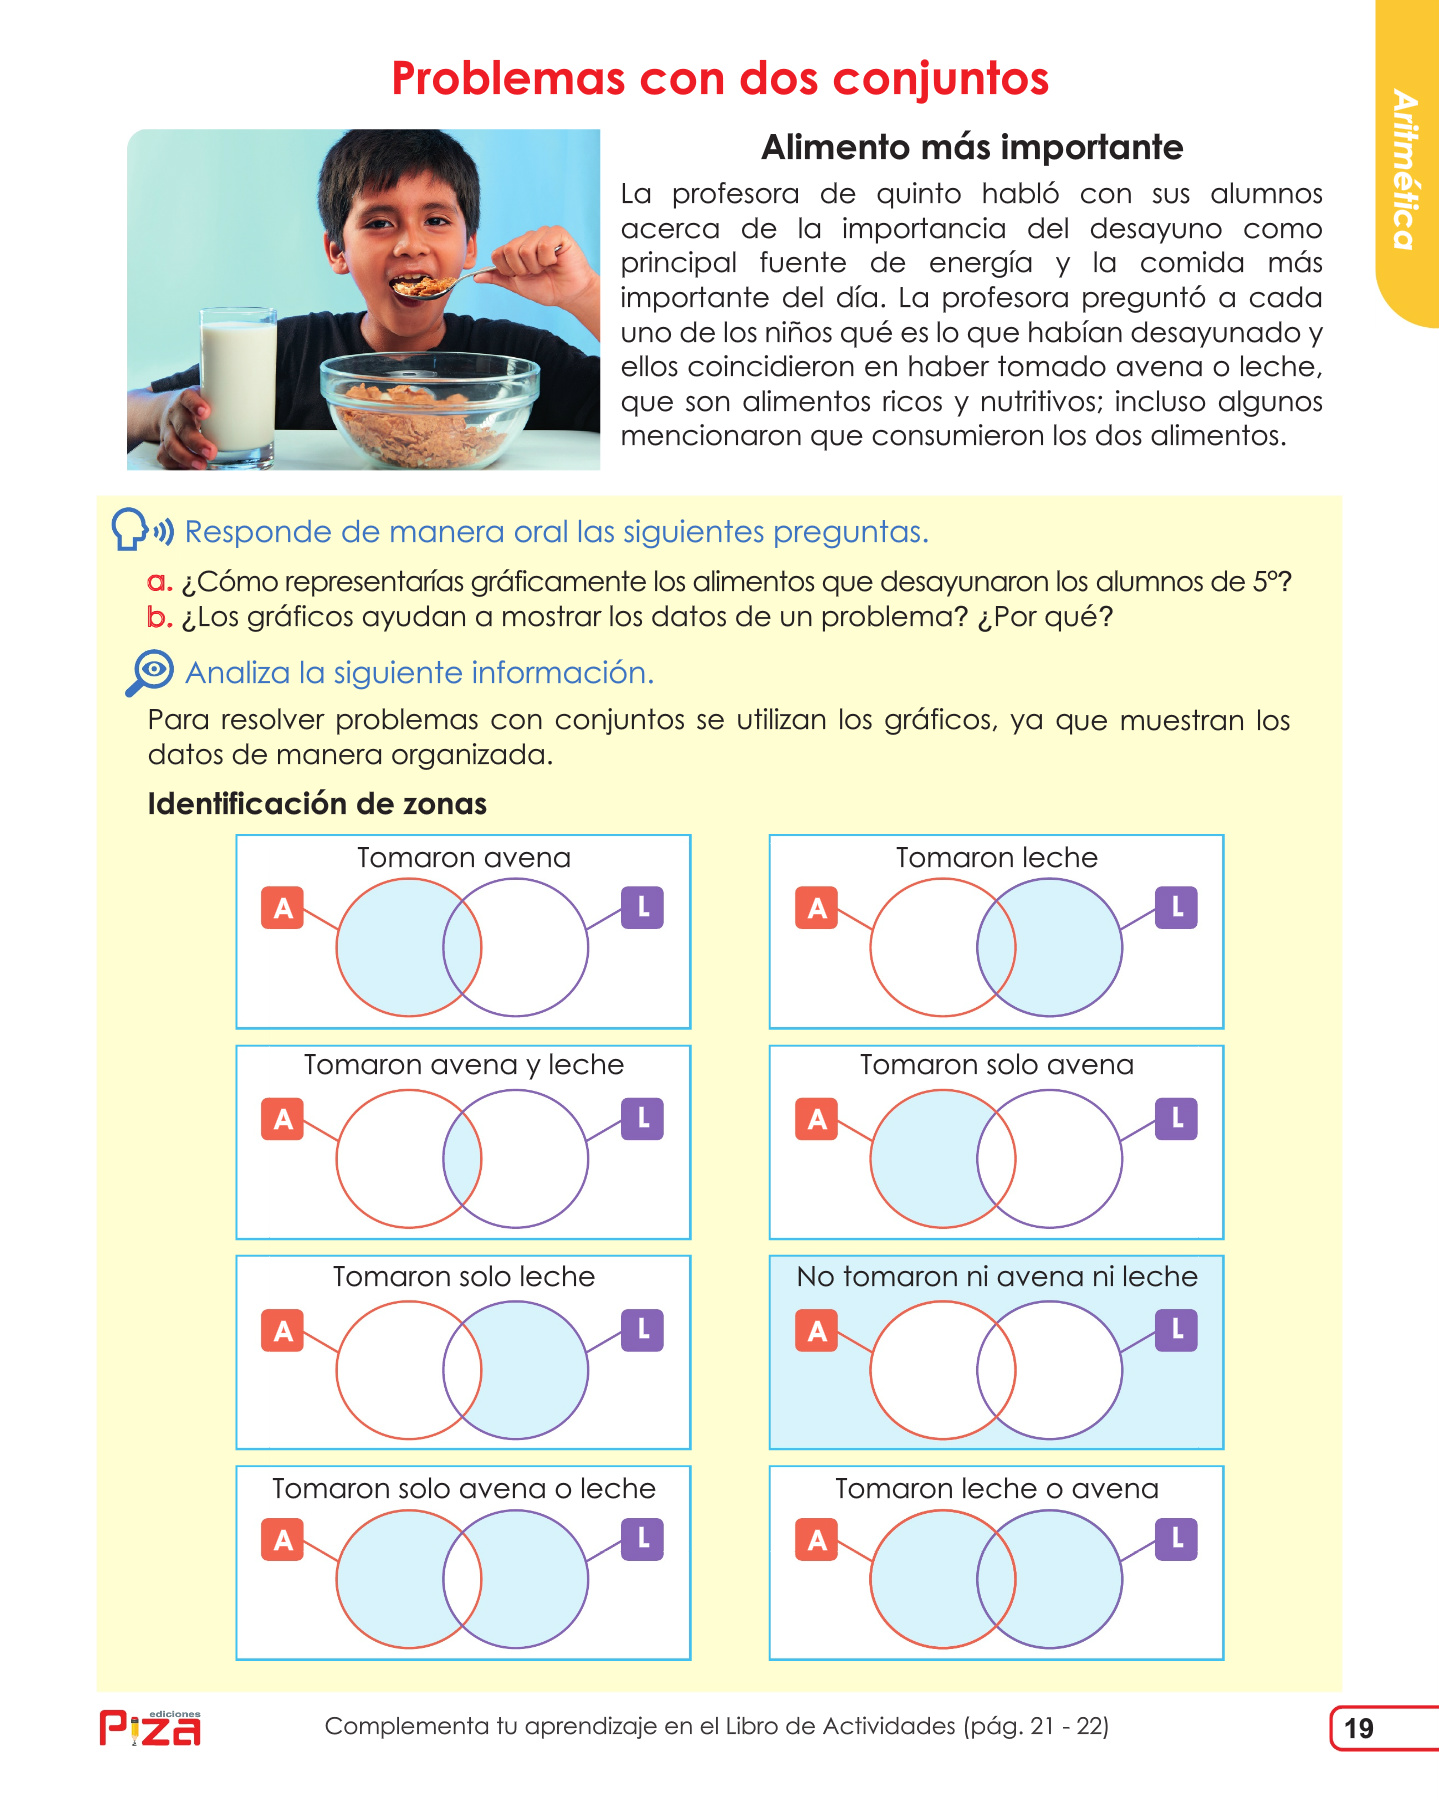 Problemas con dos conjuntos
Aritmética
Alimento más importante
La profesora de quinto habló con sus alumnos
acerca de la importancia del desayuno como
principal fuente de energía y la comida más
importante del día. La profesora preguntó a cada
uno de los niños qué es lo que habían desayunado y
ellos coincidieron en haber tomado avena o leche,
que son alimentos ricos y nutritivos; incluso algunos
mencionaron que consumieron los dos alimentos.
Responde de manera oral las siguientes preguntas.
a. ¿Cómo representarías gráficamente los alimentos que desayunaron los alumnos de 5º?
b. ¿Los gráficos ayudan a mostrar los datos de un problema? ¿Por qué?
Analiza la siguiente información.
Para resolver problemas con conjuntos se utilizan los gráficos, ya que muestran los
datos de manera organizada.
Identificación de zonas
Tomaron avena
A
L
Tomaron leche
A
L
Tomaron avena y leche
A
L
Tomaron solo avena
A
L
Tomaron solo leche
A
L
No tomaron ni avena ni leche
A
L
Tomaron solo avena o leche
A
L
Tomaron leche o avena
A
L
ediciones
Piza
Complementa tu aprendizaje en el Libro de Actividades (pág. 21 - 22)
19